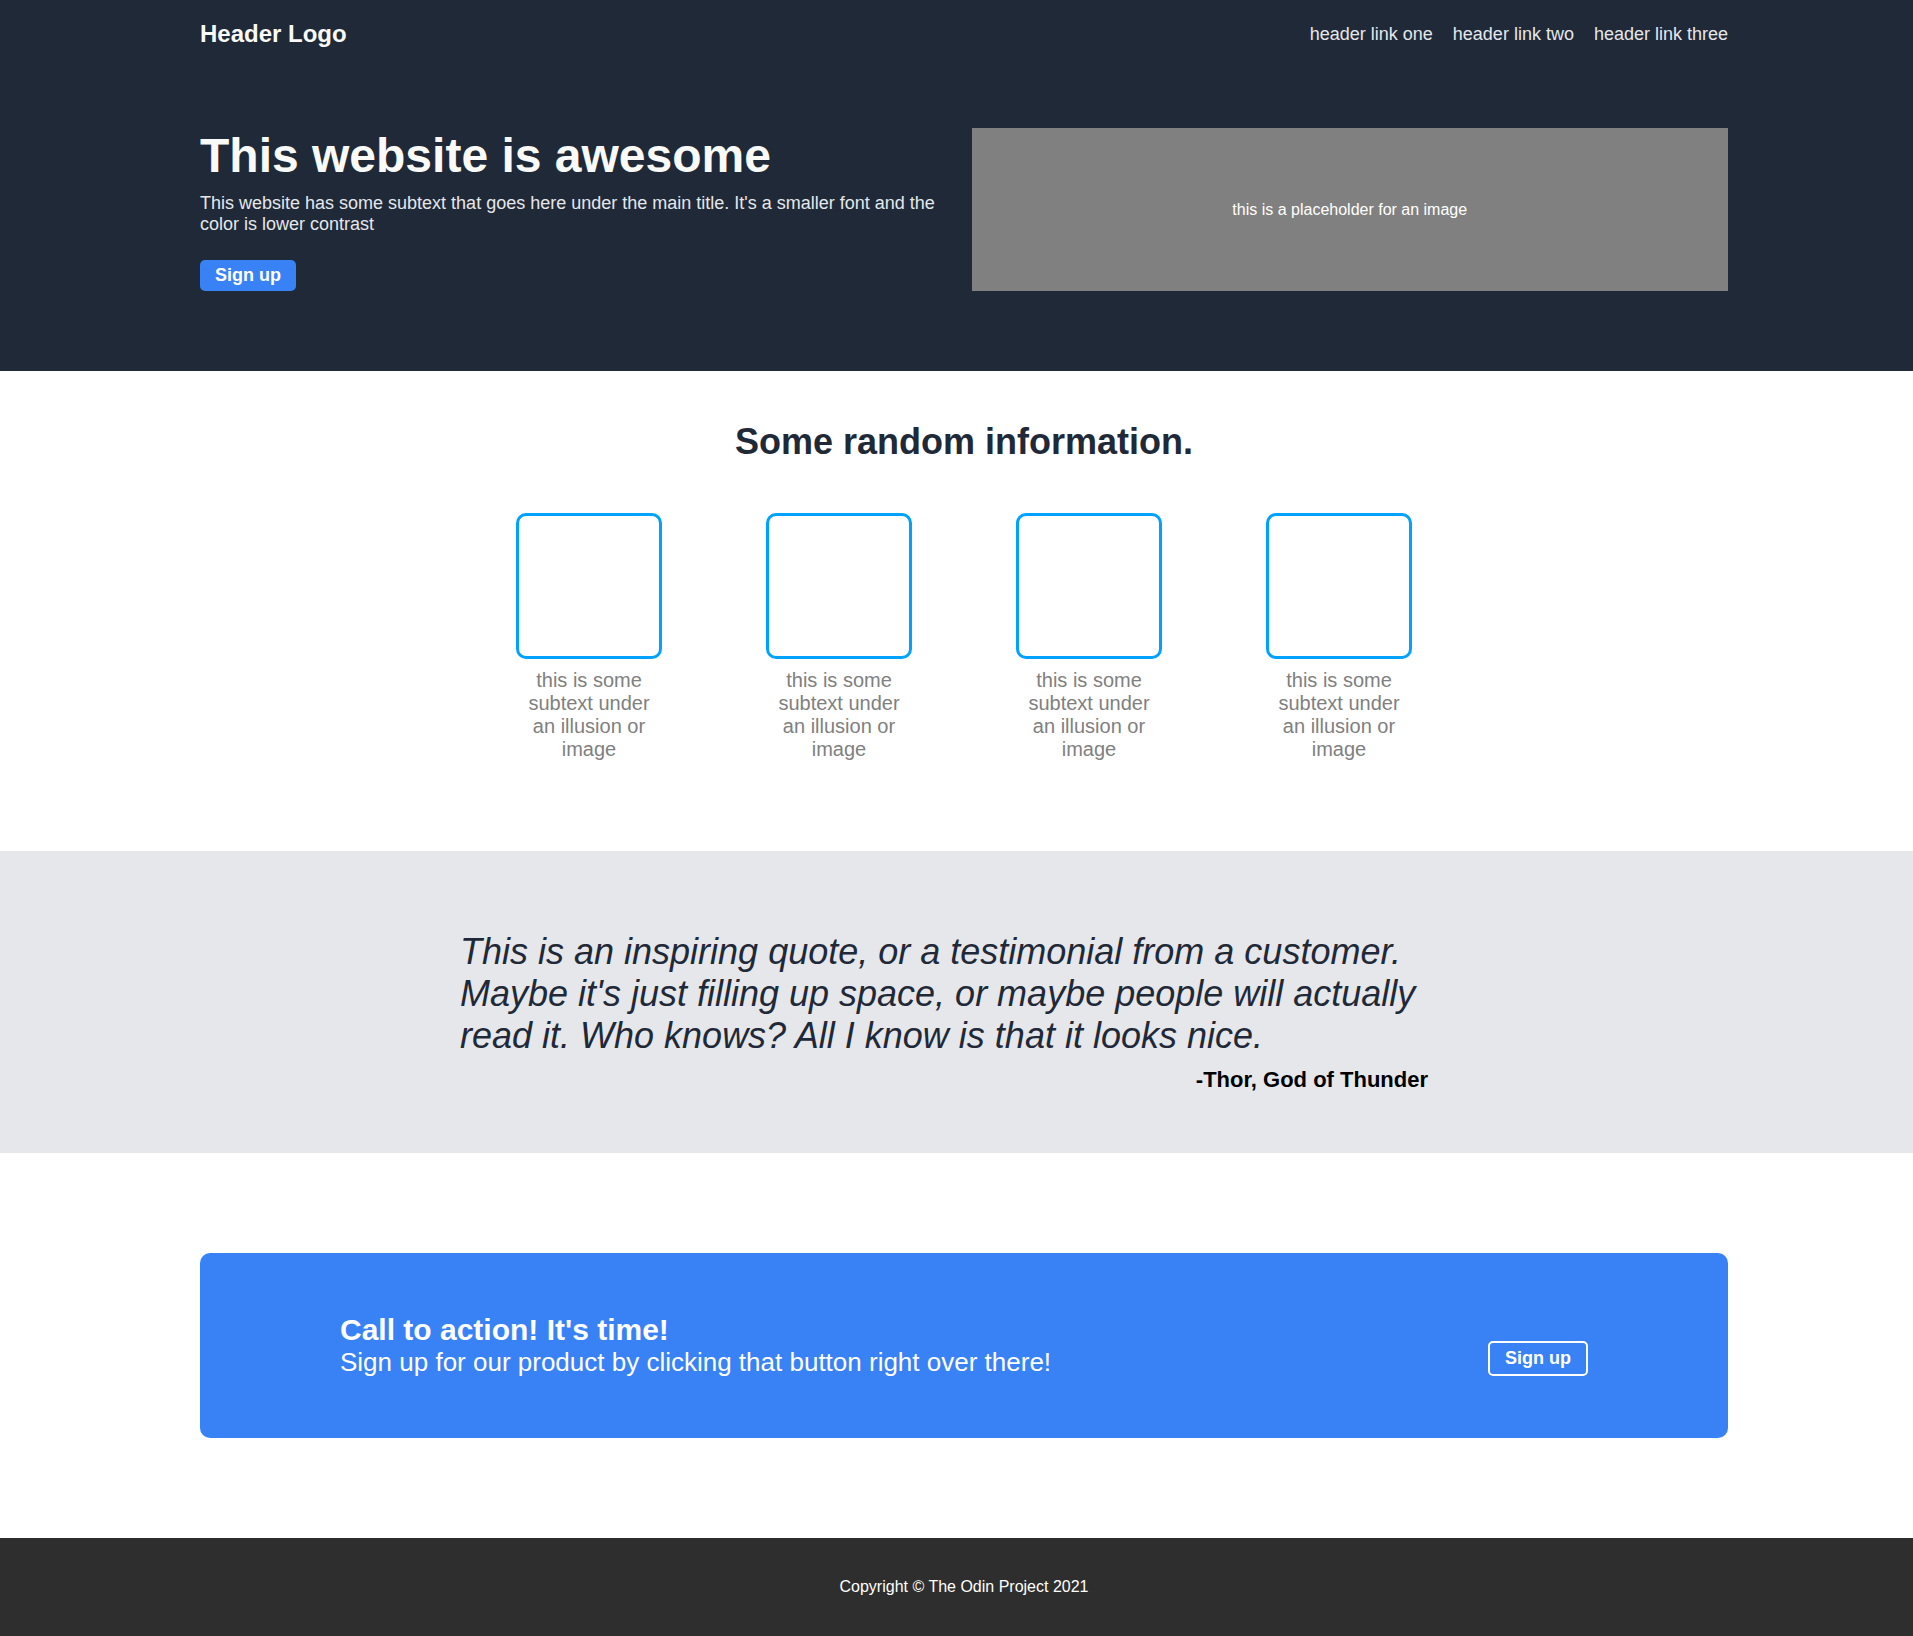 Header Logo
header link one
header link two
header link three
This website is awesome
This website has some subtext that goes here under the main title. It's a smaller font and the
color is lower contrast
Sign up
this is a placeholder for an image
Some random information.
this is some
subtext under
an illusion or
image
this is some
subtext under
an illusion or
image
this is some
subtext under
an illusion or
image
this is some
subtext under
an illusion or
image
This is an inspiring quote, or a testimonial from a customer.
Maybe it's just filling up space, or maybe people will actually
read it. Who knows? All I know is that it looks nice.
-Thor, God of Thunder
Call to action! It's time!
Sign up for our product by clicking that button right over there!
Sign up
Copyright © The Odin Project 2021